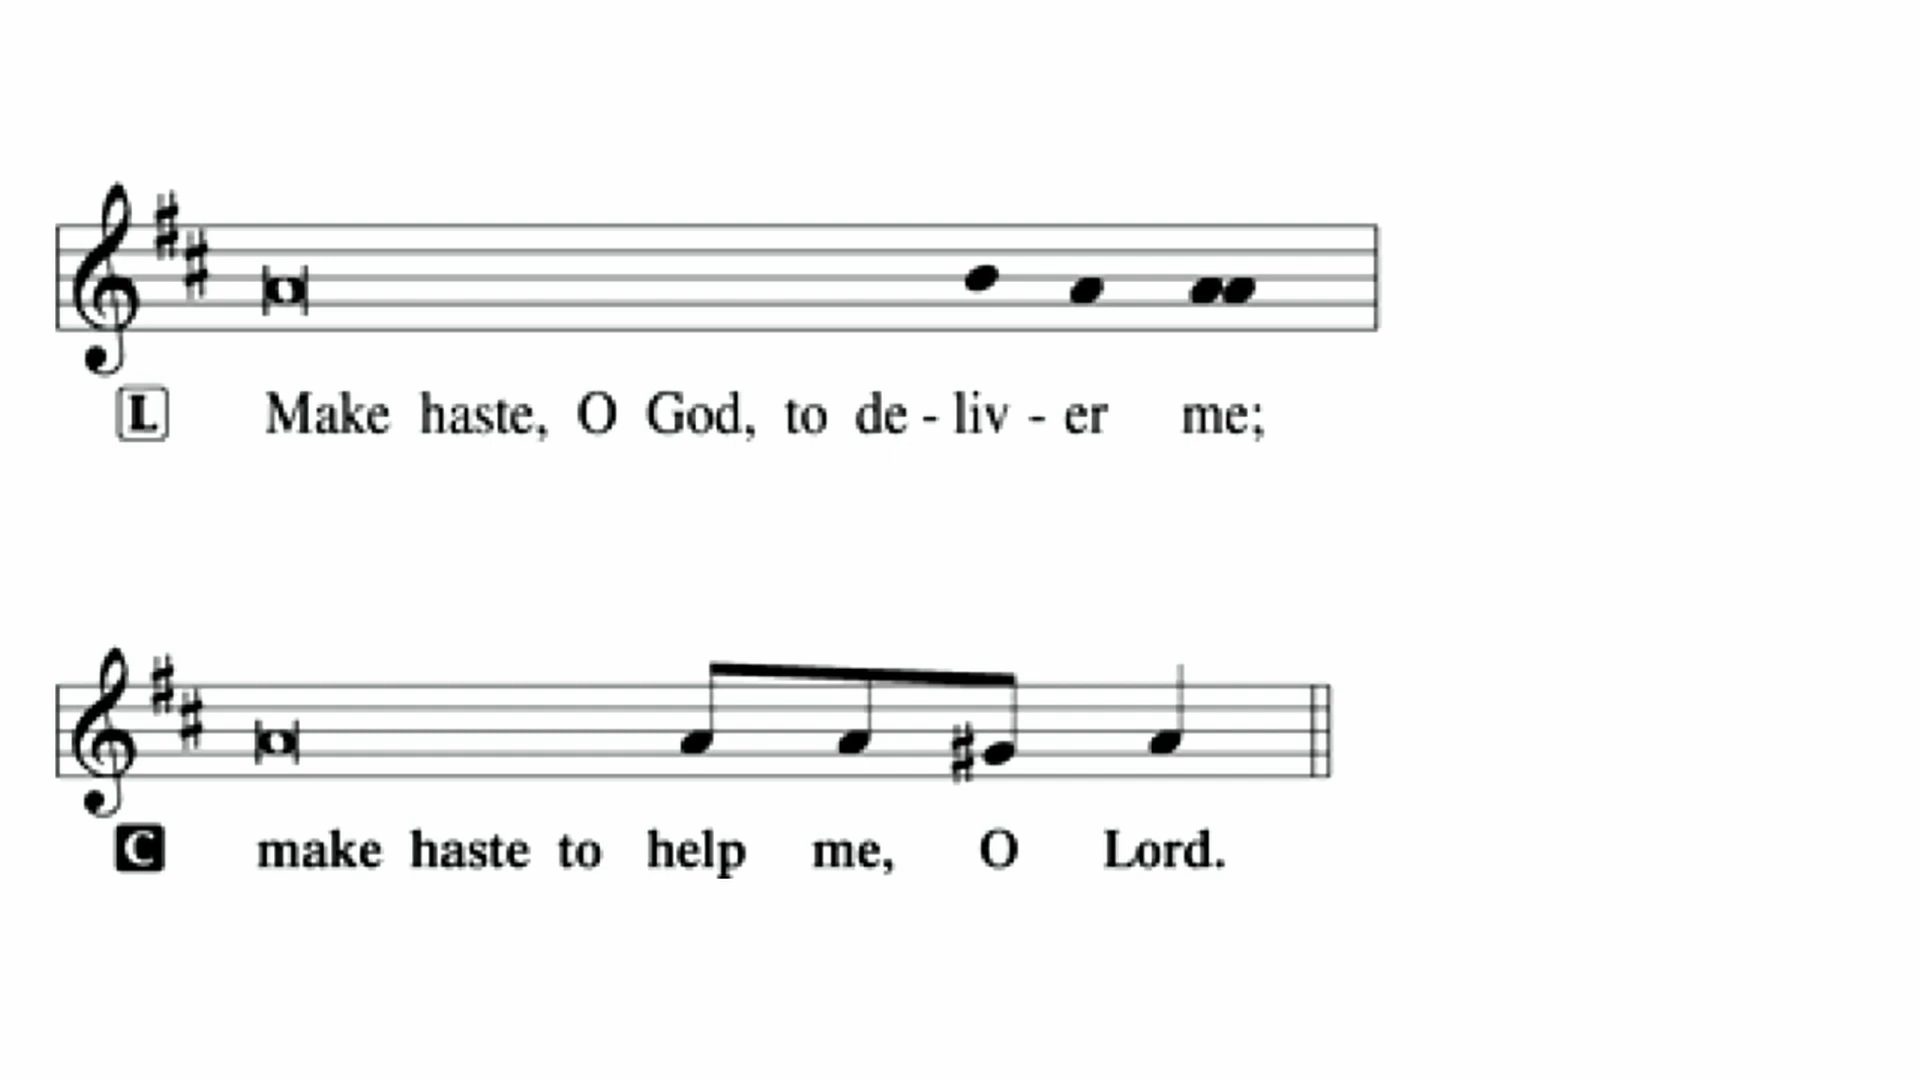 L Make haste, O God, to de - liv - er me;
C make haste to help me, O Lord.